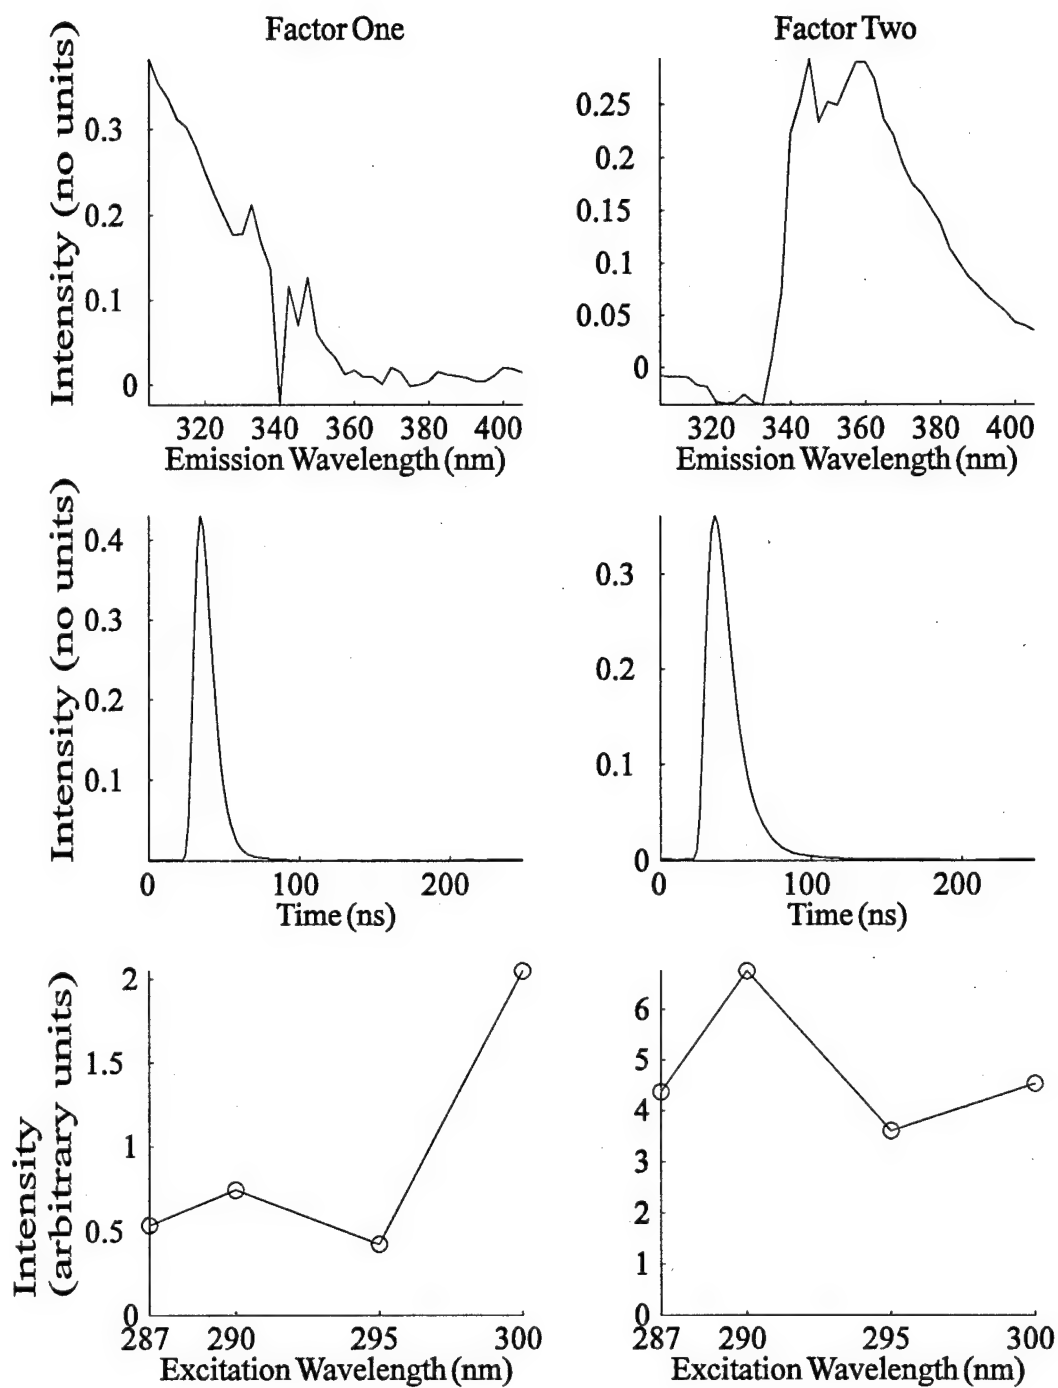 Factor One
Factor Two
Intensity (no units)
0.3
0.2
0.1
0
320 340 360 380 400
Emission Wavelength (nm)
0.25
0.2
0.15
0.1
0.05
0
320 340 360 380 400
Emission Wavelength (nm)
Intensity (no units)
0.4
0.3
0.2
0.1
0 100 200
Time (ns)
0.3
0.2
0.1
0
0 100 200
Time (ns)
Intensity
(arbitrary units)
2
1.5
1
0.5
0
287 290 295 300
Excitation Wavelength (nm)
6
5
4
3
2
1
0
287 290 295 300
Excitation Wavelength (nm)